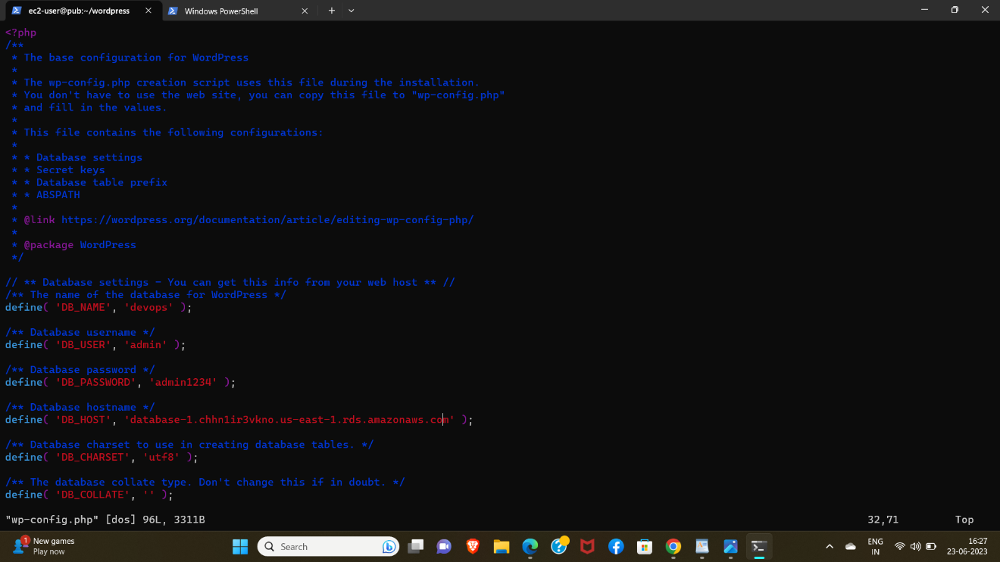 ec2-user@pub:~/wordpress
Windows PowerShell
<?php
/**
 * The base configuration for WordPress
 *
 * The wp-config.php creation script uses this file during the installation.
 * You don't have to use the web site, you can copy this file to "wp-config.php"
 * and fill in the values.
 *
 * This file contains the following configurations:
 *
 * * Database settings
 * * Secret keys
 * * Database table prefix
 * * ABSPATH
 *
 * @link https://wordpress.org/documentation/article/editing-wp-config-php/
 *
 * @package WordPress
 */
// ** Database settings - You can get this info from your web host ** //
/** The name of the database for WordPress */
define( 'DB_NAME', 'devops' );
/** Database username */
define( 'DB_USER', 'admin' );
/** Database password */
define( 'DB_PASSWORD', 'admin1234' );
/** Database hostname */
define( 'DB_HOST', 'database-1.chhn1ir3vkno.us-east-1.rds.amazonaws.com' );
/** Database charset to use in creating database tables. */
define( 'DB_CHARSET', 'utf8' );
/** The database collate type. Don't change this if in doubt. */
define( 'DB_COLLATE', '' );
"wp-config.php" [dos] 96L, 3311B
32,71
Top
1
New games
Play now
Search
ENG
IN
16:27
23-06-2023